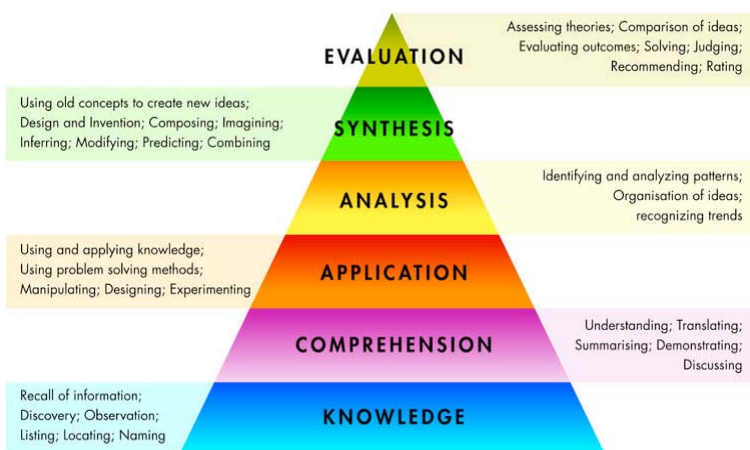 Assessing theories; Comparison of ideas;
Evaluating outcomes; Solving; Judging;
Recommending; Rating
EVALUATION
Using old concepts to create new ideas;
Design and Invention; Composing; Imagining;
Inferring; Modifying; Predicting; Combining
SYNTHESIS
Identifying and analyzing patterns;
Organisation of ideas;
recognizing trends
ANALYSIS
Using and applying knowledge;
Using problem solving methods;
Manipulating; Designing; Experimenting
APPLICATION
Understanding; Translating;
Summarising; Demonstrating;
Discussing
COMPREHENSION
Recall of information;
Discovery; Observation;
Listing; Locating; Naming
KNOWLEDGE